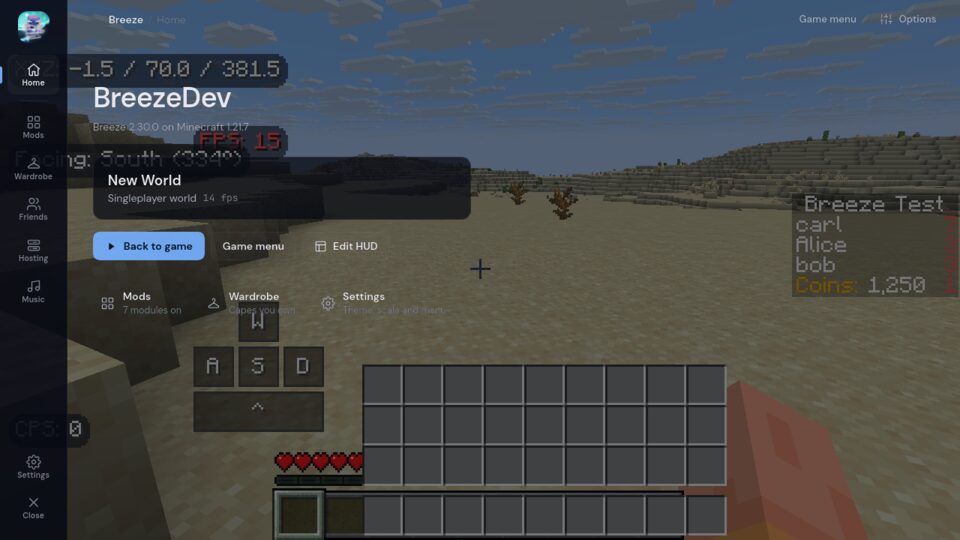 Breeze / Home
Game menu
Options
XYZ: -1.5 / 70.0 / 381.5
Home
BreezeDev
Breeze 2.30.0 on Minecraft 1.21.7
FPS: 15
Mods
Facing: South (334°)
Wardrobe
New World
Singleplayer world 14 fps
Friends
Breeze Test
carl
Alice
bob
Coins: 1,250
Hosting
Back to game
Game menu
Edit HUD
Music
Mods
7 modules on
Wardrobe
Capes you own
Settings
Theme, scale and more
W
A
S
D
^
CPS: 0
Settings
Close